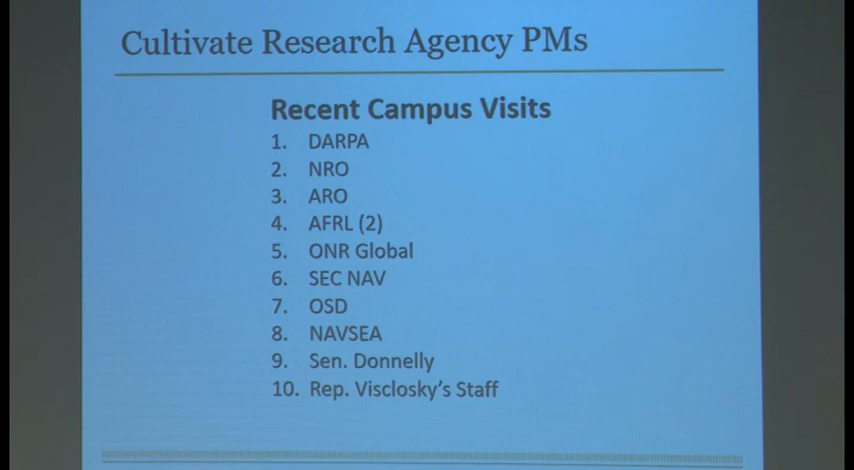 Cultivate Research Agency PMs
Recent Campus Visits
1. DARPA
2. NRO
3. ARO
4. AFRL (2)
5. ONR Global
6. SEC NAV
7. OSD
8. NAVSEA
9. Sen. Donnelly
10. Rep. Visclosky's Staff